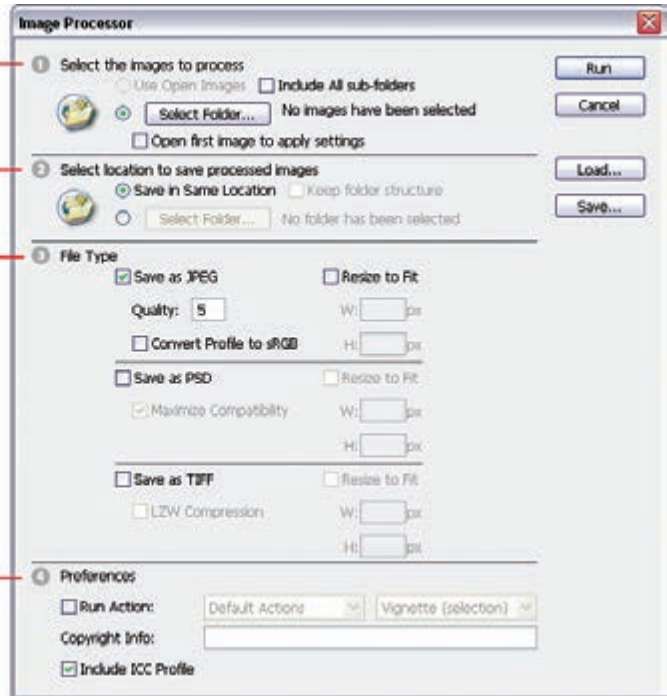 Image Processor
1 Select the images to process
Use Open Images Include All sub-folders
Select Folder... No images have been selected
Open first image to apply settings
Run
Cancel
2 Select location to save processed images
Save in Same Location Keep folder structure
Select Folder... No folder has been selected
Load...
Save...
3 File Type
Save as JPEG Resize to Fit
Quality: 5 W: px
Convert Profile to sRGB H: px
Save as PSD Resize to Fit
Maximize Compatibility W: px
H: px
Save as TIFF Resize to Fit
LZW Compression W: px
H: px
4 Preferences
Run Action: Default Actions Vignette (selection)
Copyright Info:
Include ICC Profile